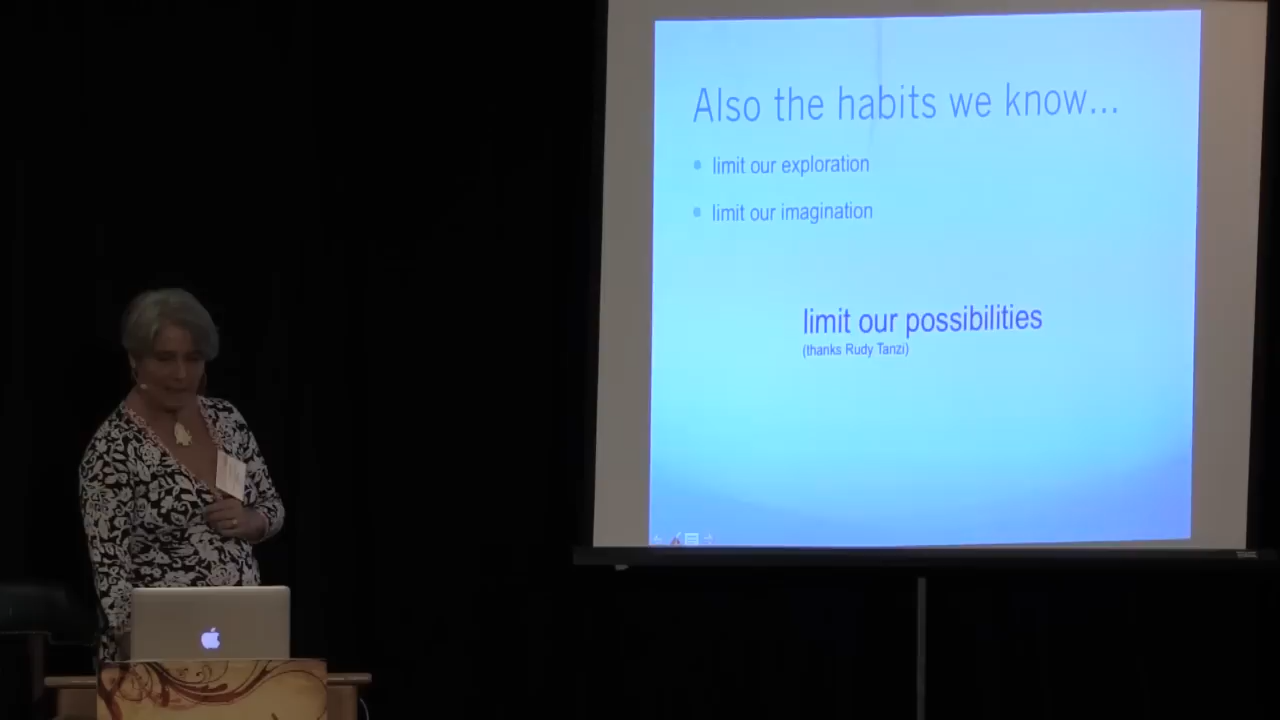 Also the habits we know...
limit our exploration
limit our imagination
limit our possibilities
(thanks Rudy Tanzi)